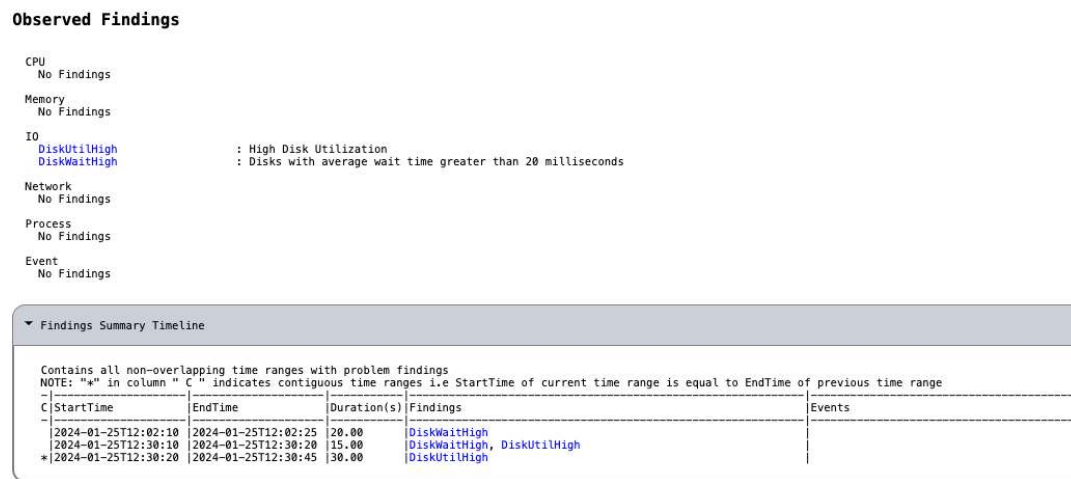 Observed Findings
CPU
No Findings
Memory
No Findings
IO
DiskUtilHigh : High Disk Utilization
DiskWaitHigh : Disks with average wait time greater than 20 milliseconds
Network
No Findings
Process
No Findings
Event
No Findings
Findings Summary Timeline
Contains all non-overlapping time ranges with problem findings
NOTE: "*" in column " C " indicates contiguous time ranges i.e StartTime of current time range is equal to EndTime of previous time range
C|StartTime |EndTime |Duration(s)|Findings |Events
|2024-01-25T12:02:10 |2024-01-25T12:02:25 |20.00 |DiskWaitHigh |
|2024-01-25T12:30:10 |2024-01-25T12:30:20 |15.00 |DiskWaitHigh, DiskUtilHigh |
*|2024-01-25T12:30:20 |2024-01-25T12:30:45 |30.00 |DiskUtilHigh |